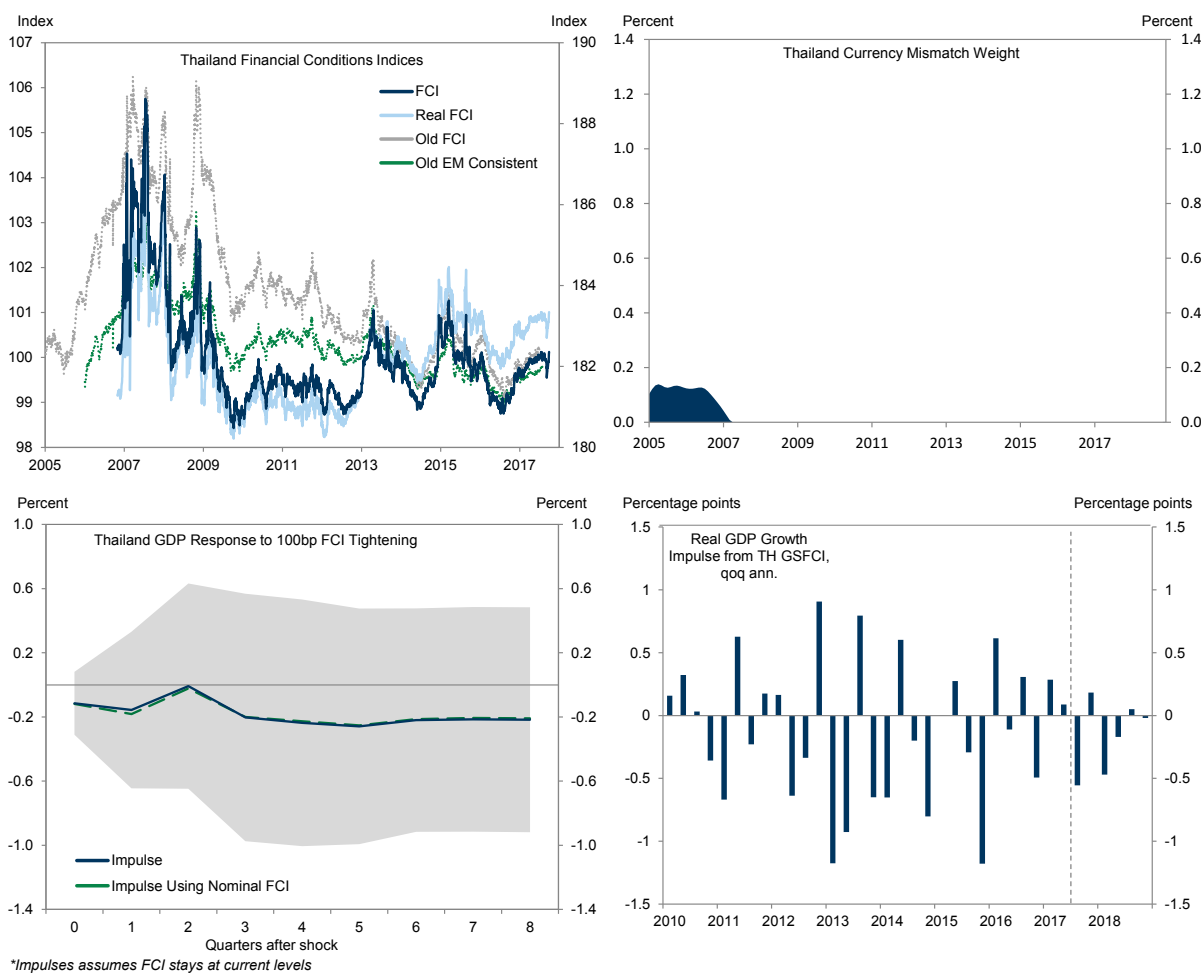 Index
Index
Thailand Financial Conditions Indices
FCI
Real FCI
Old FCI
Old EM Consistent
107
106
105
104
103
102
101
100
99
98
190
188
186
184
182
180
2005 2007 2009 2011 2013 2015 2017
Percent
Percent
Thailand Currency Mismatch Weight
1.4
1.2
1.0
0.8
0.6
0.4
0.2
0.0
1.4
1.2
1.0
0.8
0.6
0.4
0.2
0.0
2005 2007 2009 2011 2013 2015 2017
Percent
Percent
Thailand GDP Response to 100bp FCI Tightening
1.0
0.6
0.2
-0.2
-0.6
-1.0
-1.4
1.0
0.6
0.2
-0.2
-0.6
-1.0
-1.4
Impulse
Impulse Using Nominal FCI
0 1 2 3 4 5 6 7 8
Quarters after shock
Percentage points
Percentage points
Real GDP Growth
Impulse from TH GSFCI,
qoq ann.
1.5
1
0.5
0
-0.5
-1
-1.5
1.5
1
0.5
0
-0.5
-1
-1.5
2010 2011 2012 2013 2014 2015 2016 2017 2018
*Impulses assumes FCI stays at current levels